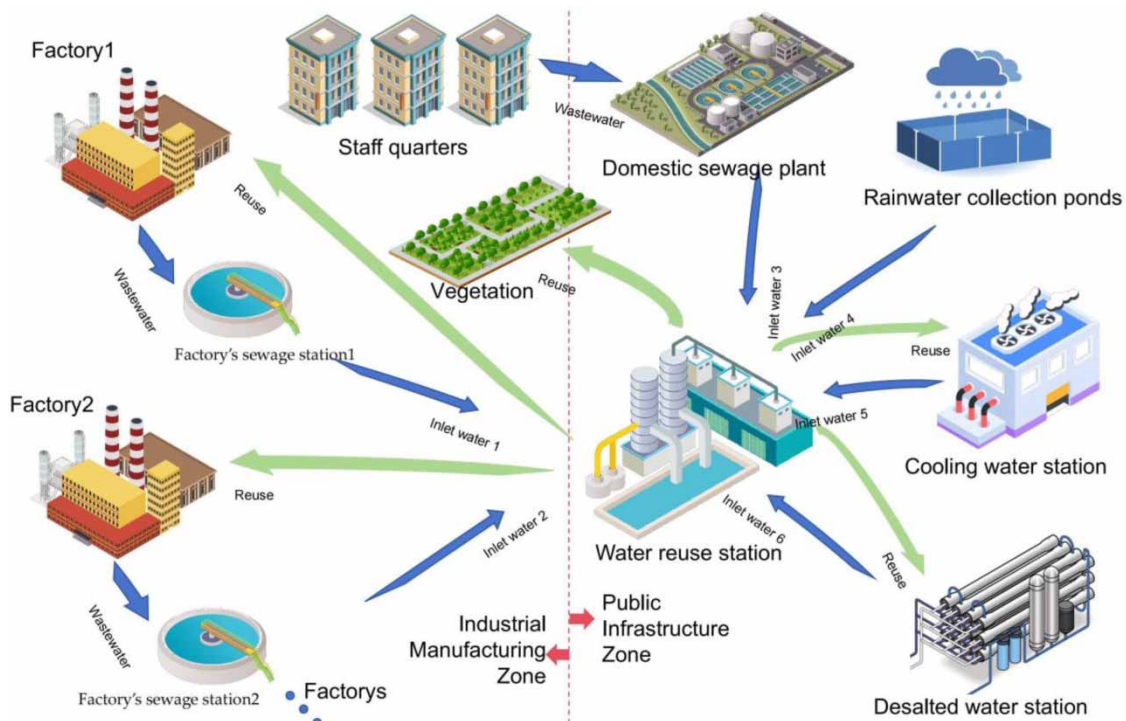 Factory1
Staff quarters
Wastewater
Domestic sewage plant
Rainwater collection ponds
Reuse
Wastewater
Vegetation
Reuse
Inlet water 3
Inlet water 4
Reuse
Factory's sewage station1
Inlet water 1
Inlet water 5
Factory2
Cooling water station
Reuse
Inlet water 2
Inlet water 6
Water reuse station
Reuse
Wastewater
Industrial
Manufacturing
Zone
Public
Infrastructure
Zone
Factory's sewage station2
Factorys
Desalted water station